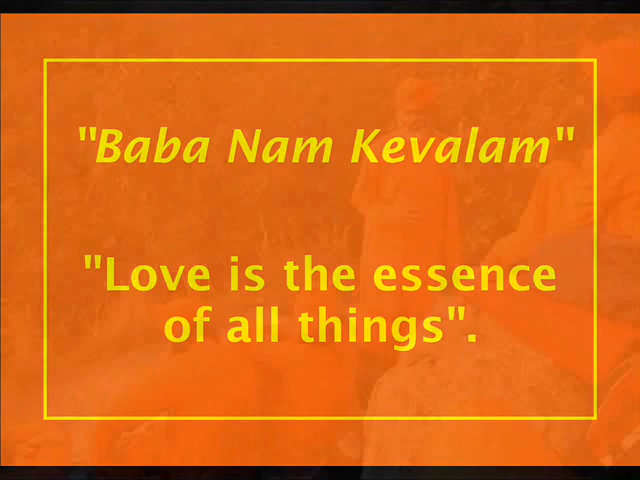 "Baba Nam Kevalam"
"Love is the essence
of all things".